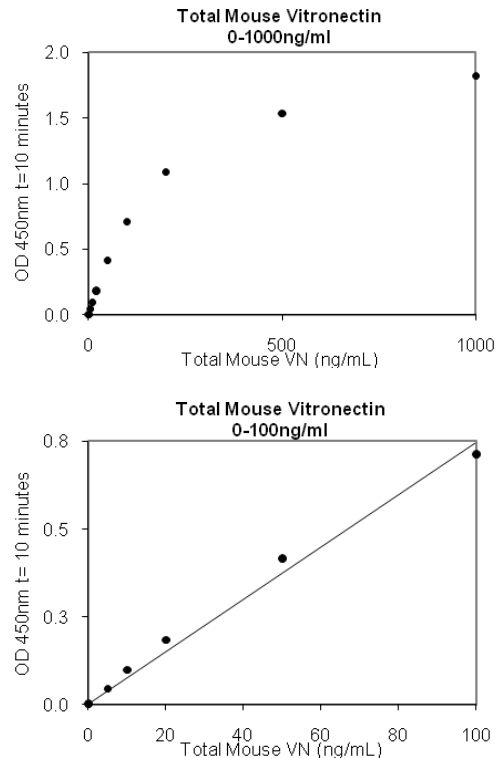 Total Mouse Vitronectin
0-1000ng/ml
OD 450nm t=10 minutes
2.0
1.5
1.0
0.5
0.0
0 500 1000
Total Mouse VN (ng/mL)
Total Mouse Vitronectin
0-100ng/ml
OD 450nm t= 10 minutes
0.8
0.5
0.3
0.0
0 20 40 60 80 100
Total Mouse VN (ng/mL)